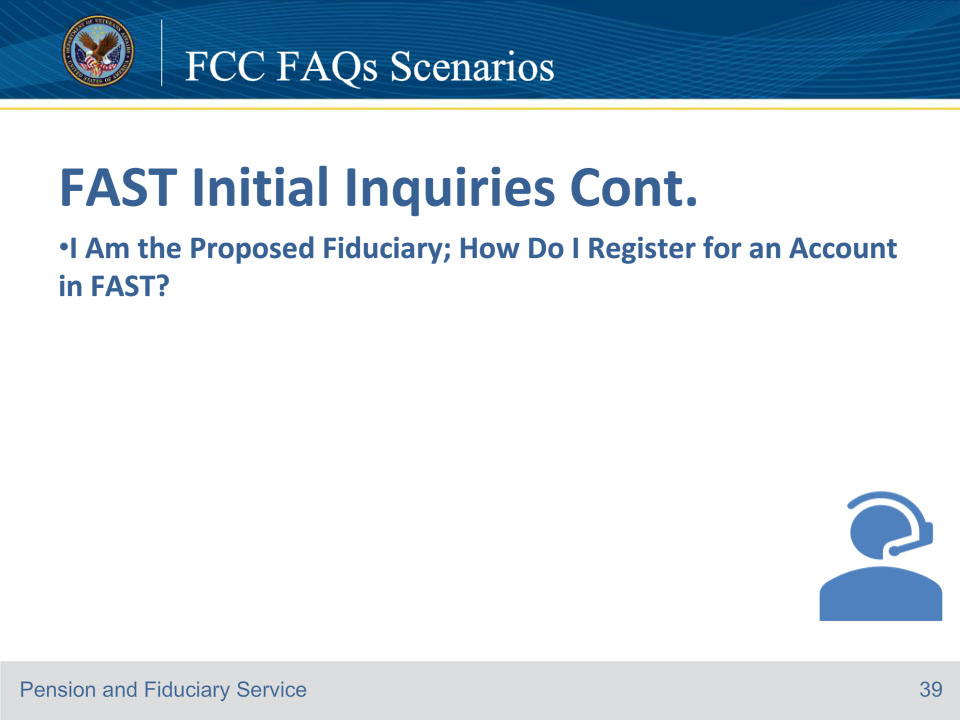 FCC FAQs Scenarios
FAST Initial Inquiries Cont.
•I Am the Proposed Fiduciary; How Do I Register for an Account
in FAST?
Pension and Fiduciary Service
39